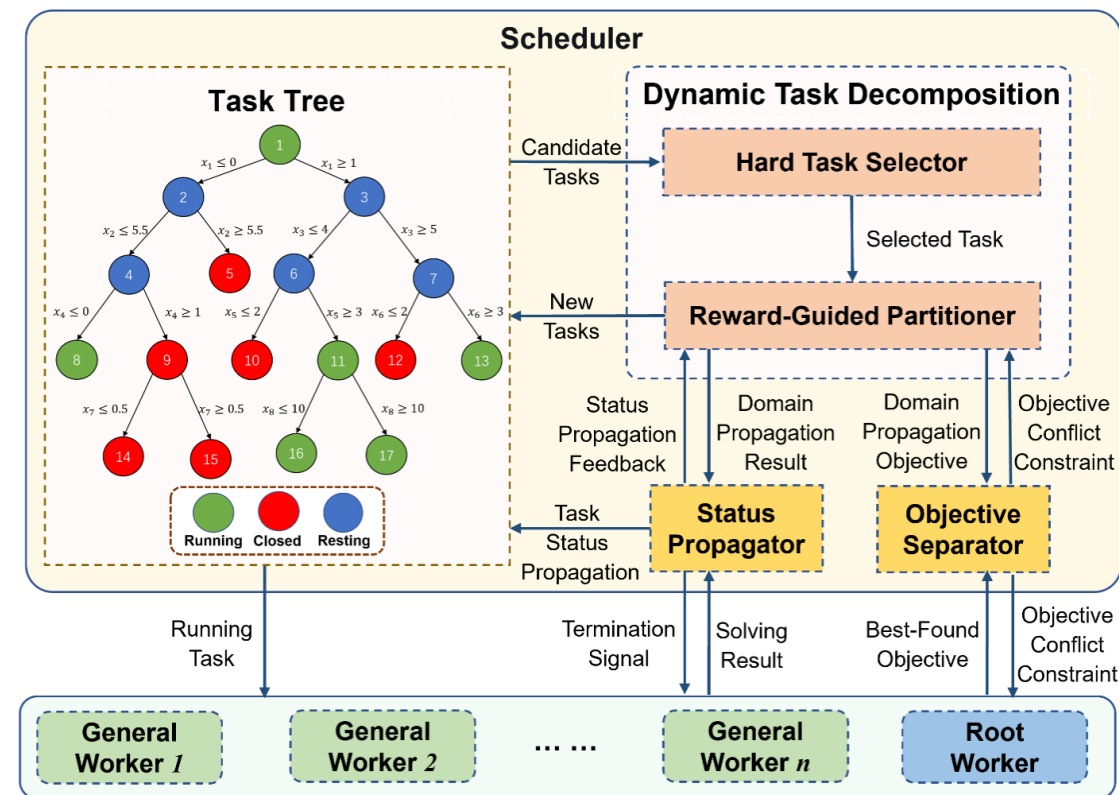 Scheduler
Task Tree
1
x₁ ≤ 0
x₁ ≥ 1
2
3
x₂ ≤ 5.5
x₂ ≥ 5.5
x₃ ≤ 4
x₃ ≥ 5
4
5
6
7
x₄ ≤ 0
x₄ ≥ 1
x₅ ≤ 2
x₅ ≥ 3
x₆ ≤ 2
x₆ ≥ 3
8
9
10
11
12
13
x₇ ≤ 0.5
x₇ ≥ 0.5
x₈ ≤ 10
x₈ ≥ 10
14
15
16
17
Running
Closed
Resting
Candidate
Tasks
New
Tasks
Dynamic Task Decomposition
Hard Task Selector
Selected Task
Reward-Guided Partitioner
Status
Propagation
Feedback
Domain
Propagation
Result
Domain
Propagation
Objective
Objective
Conflict
Constraint
Task
Status
Propagation
Status
Propagator
Objective
Separator
Running
Task
Termination
Signal
Solving
Result
Best-Found
Objective
Objective
Conflict
Constraint
General
Worker 1
General
Worker 2
... ...
General
Worker n
Root
Worker